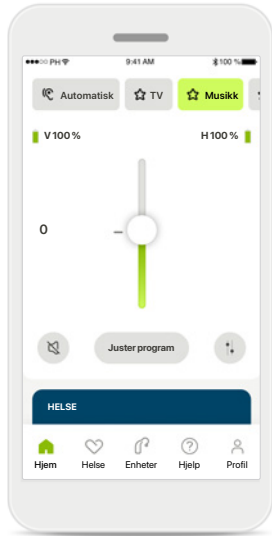 PH 9:41 AM 100 %
Automatisk TV Musikk
V 100 % H 100 %
0
Juster program
HELSE
Hjem Helse Enheter Hjelp Profil